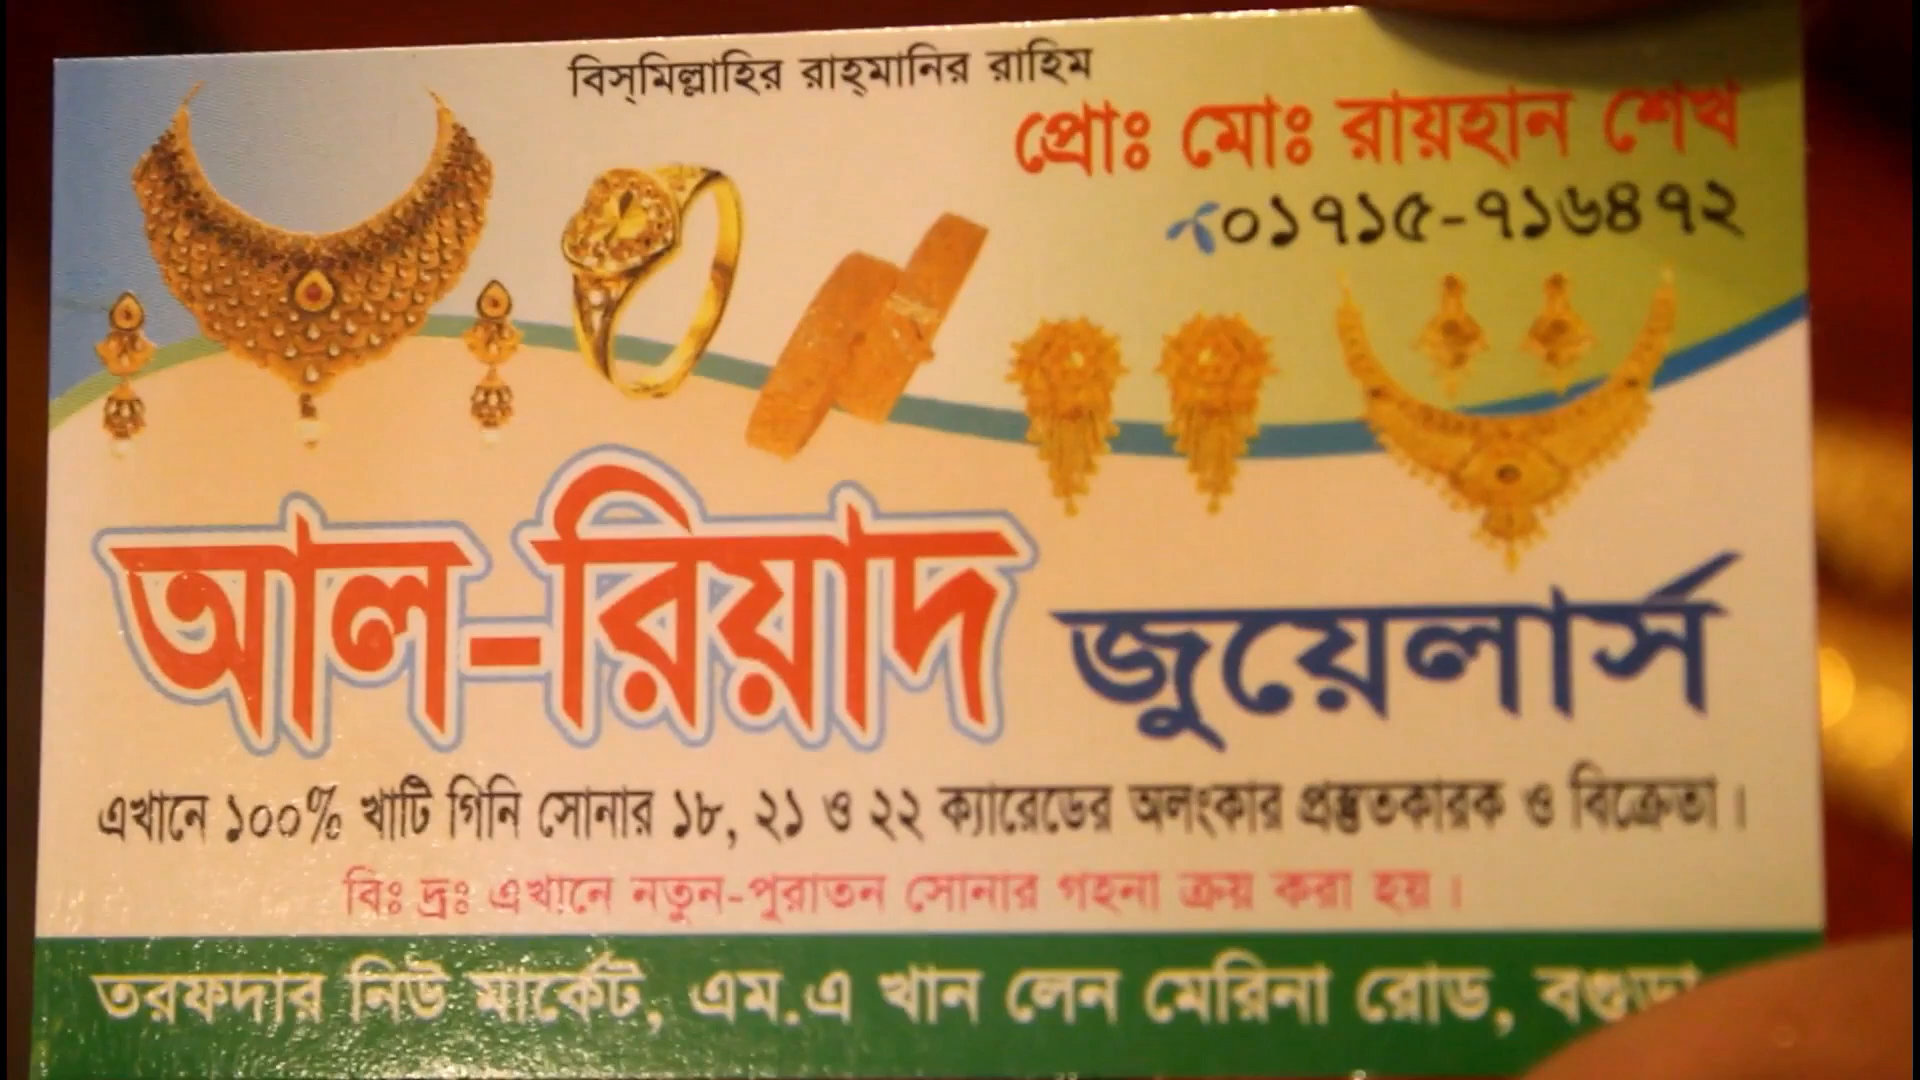 বিস্‌মিল্লাহির রাহ্‌মানির রাহিম
প্রোঃ মোঃ রায়হান শেখ
০১৭১৫-৭১৬৪৭২
আল-রিয়াদ জুয়েলার্স
এখানে ১০০% খাটি গিনি সোনার ১৮, ২১ ও ২২ ক্যারেডের অলংকার প্রস্তুতকারক ও বিক্রেতা।
বিঃ দ্রঃ এখানে নতুন-পুরাতন সোনার গহনা ক্রয় করা হয়।
তরফদার নিউ মার্কেট, এম.এ খান লেন মেরিনা রোড, বগুড়া